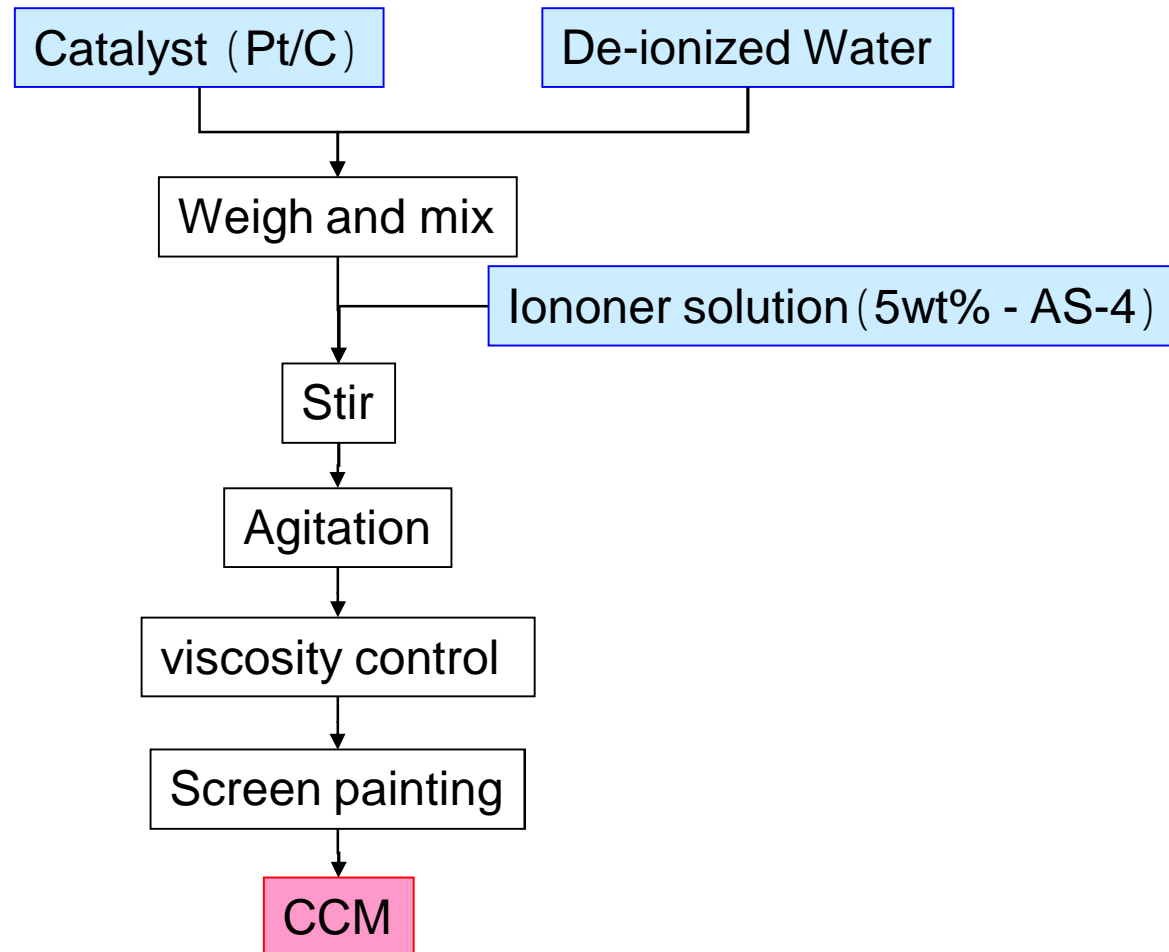 Catalyst (Pt/C)
De-ionized Water
Weigh and mix
Iononer solution(5wt% - AS-4)
Stir
Agitation
viscosity control
Screen painting
CCM